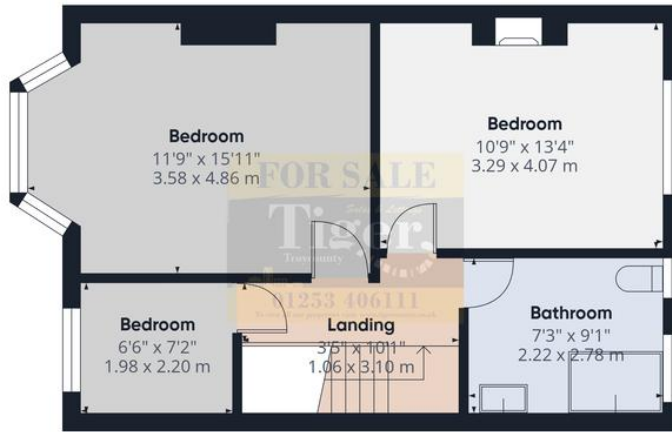 Bedroom
11'9" x 15'11"
3.58 x 4.86 m
Bedroom
10'9" x 13'4"
3.29 x 4.07 m
FOR SALE
Tiger
01253 406111
Bedroom
6'6" x 7'2"
1.98 x 2.20 m
Landing
3'5" x 10'1"
1.06 x 3.10 m
Bathroom
7'3" x 9'1"
2.22 x 2.78 m